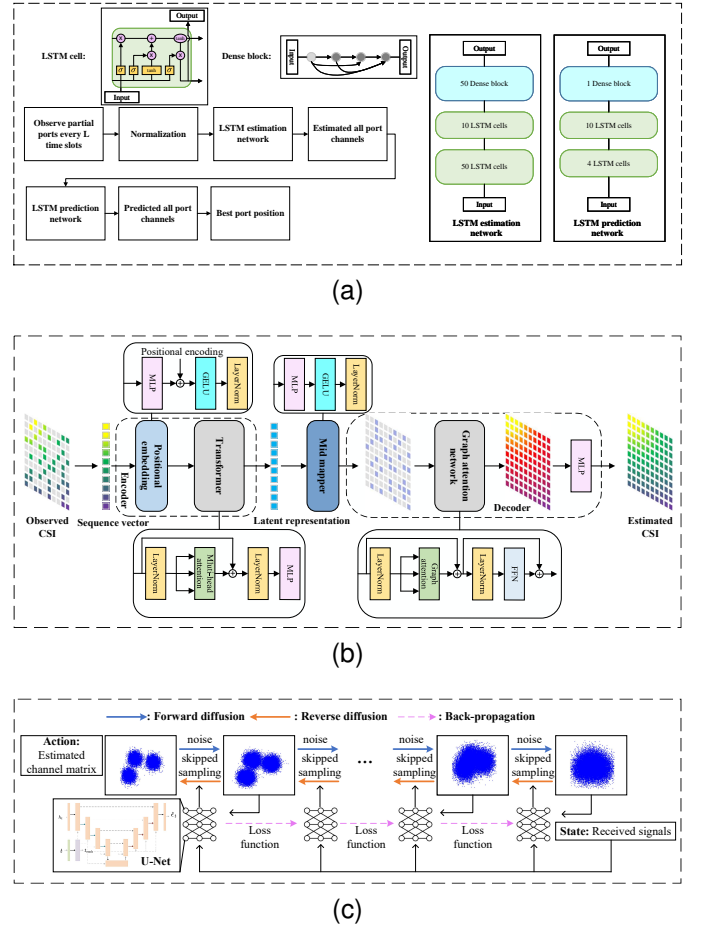 LSTM cell:
Output
tanh
σ
σ
tanh
σ
Input
Dense block:
Input
Output
Observe partial
ports every L
time slots
Normalization
LSTM estimation
network
Estimated all port
channels
LSTM prediction
network
Predicted all port
channels
Best port position
Output
50 Dense block
10 LSTM cells
50 LSTM cells
Input
LSTM estimation
network
Output
1 Dense block
10 LSTM cells
4 LSTM cells
Input
LSTM prediction
network
(a)
Positional encoding
MLP
GELU
LayerNorm
MLP
GELU
LayerNorm
Observed
CSI
Sequence vector
Encoder
Positional
embedding
Transformer
Latent representation
Mid mapper
Graph attention
network
Decoder
MLP
Estimated
CSI
LayerNorm
Multi-head
attention
LayerNorm
MLP
LayerNorm
Graph
attention
LayerNorm
FFN
(b)
: Forward diffusion
: Reverse diffusion
: Back-propagation
Action:
Estimated
channel matrix
noise
skipped
sampling
noise
skipped
sampling
...
noise
skipped
sampling
noise
skipped
sampling
U-Net
Loss
function
Loss
function
Loss
function
State: Received signals
(c)